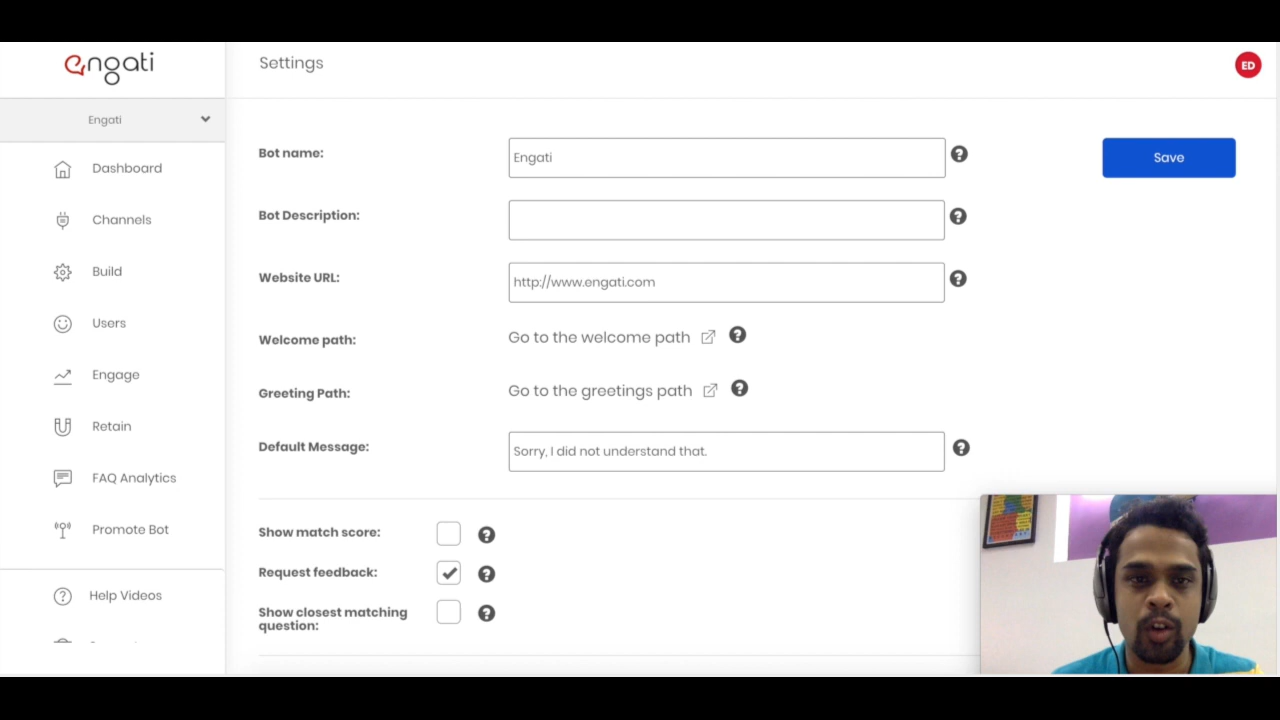 engati
Settings
ED
Engati
Bot name:
Engati
Save
Dashboard
Bot Description:
Channels
Build
Website URL:
http://www.engati.com
Users
Welcome path:
Go to the welcome path
Engage
Greeting Path:
Go to the greetings path
Retain
Default Message:
Sorry, I did not understand that.
FAQ Analytics
Promote Bot
Show match score:
Request feedback:
Help Videos
Show closest matching
question: